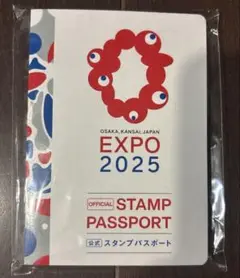 OSAKA, KANSAI, JAPAN
EXPO
2025
OFFICIAL STAMP
PASSPORT
公式 スタンプパスポート